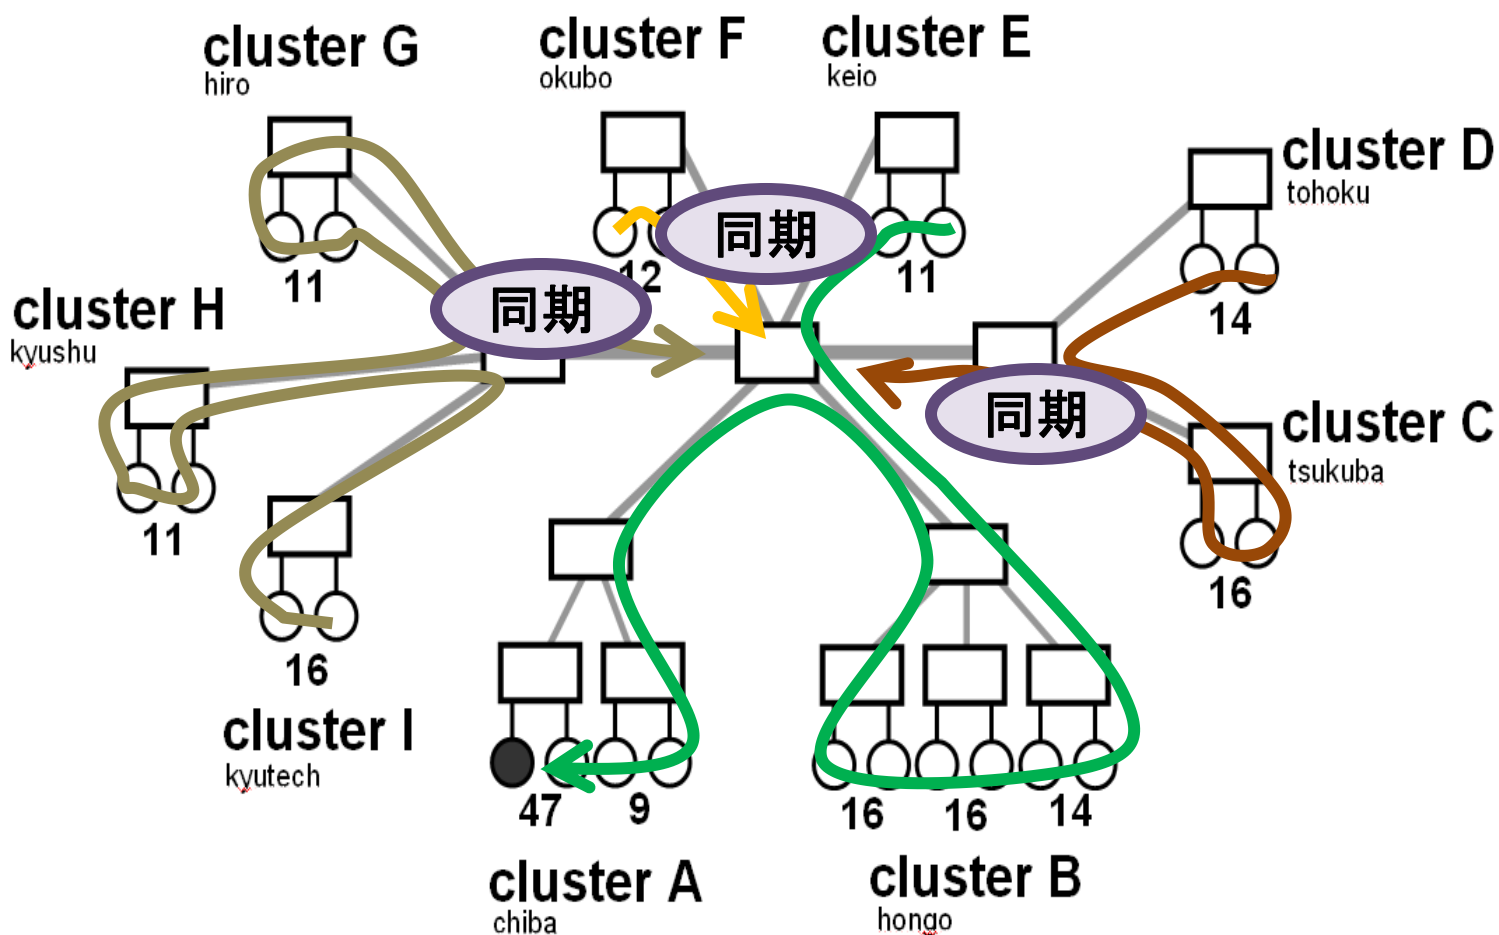 cluster G
hiro
11
cluster F
okubo
12
cluster E
keio
11
cluster D
tohoku
14
同期
同期
同期
cluster H
kyushu
11
cluster C
tsukuba
16
16
cluster I
kyutech
47
9
cluster A
chiba
16
16
14
cluster B
hongo